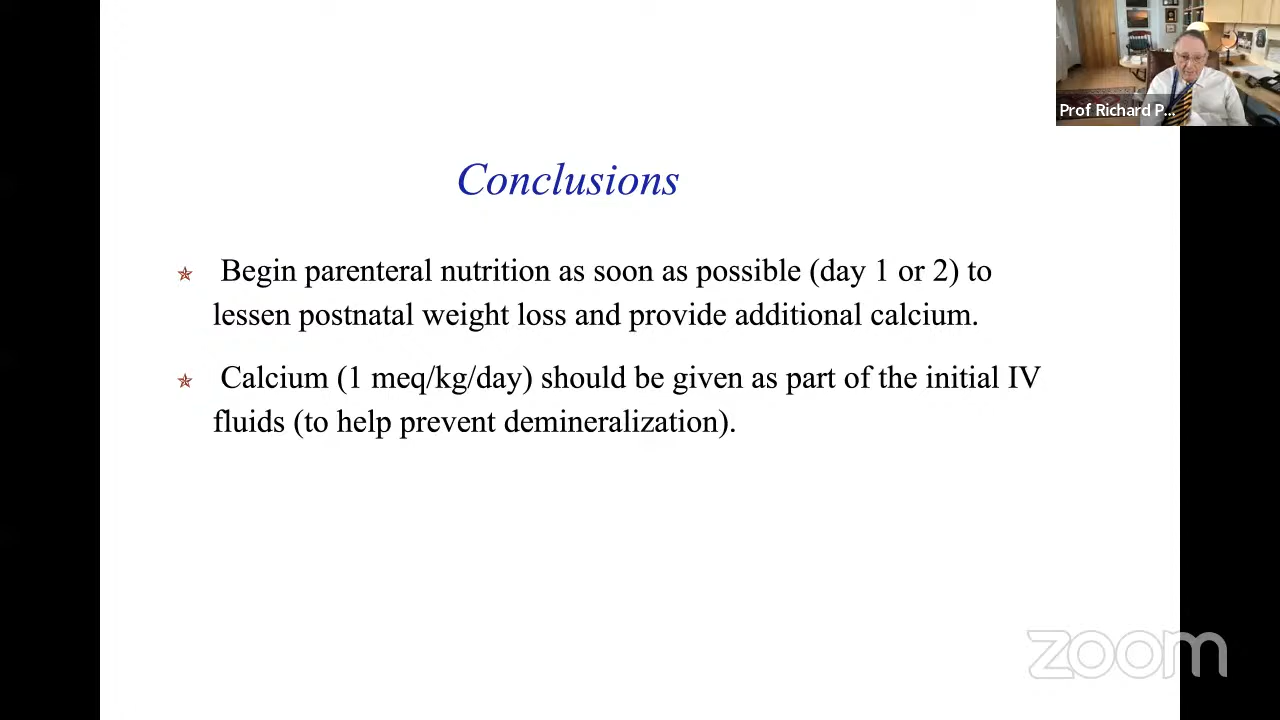 Prof Richard P...
Conclusions
Begin parenteral nutrition as soon as possible (day 1 or 2) to
lessen postnatal weight loss and provide additional calcium.
Calcium (1 meq/kg/day) should be given as part of the initial IV
fluids (to help prevent demineralization).
zoom